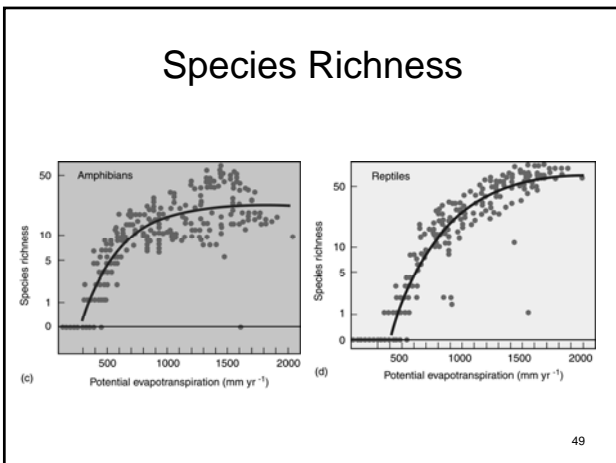 Species Richness
Amphibians
Species richness
50
10
5
1
0
500 1000 1500 2000
(c)
Potential evapotranspiration (mm yr -1)
Reptiles
Species richness
50
10
5
1
0
500 1000 1500 2000
(d)
Potential evapotranspiration (mm yr -1)
49